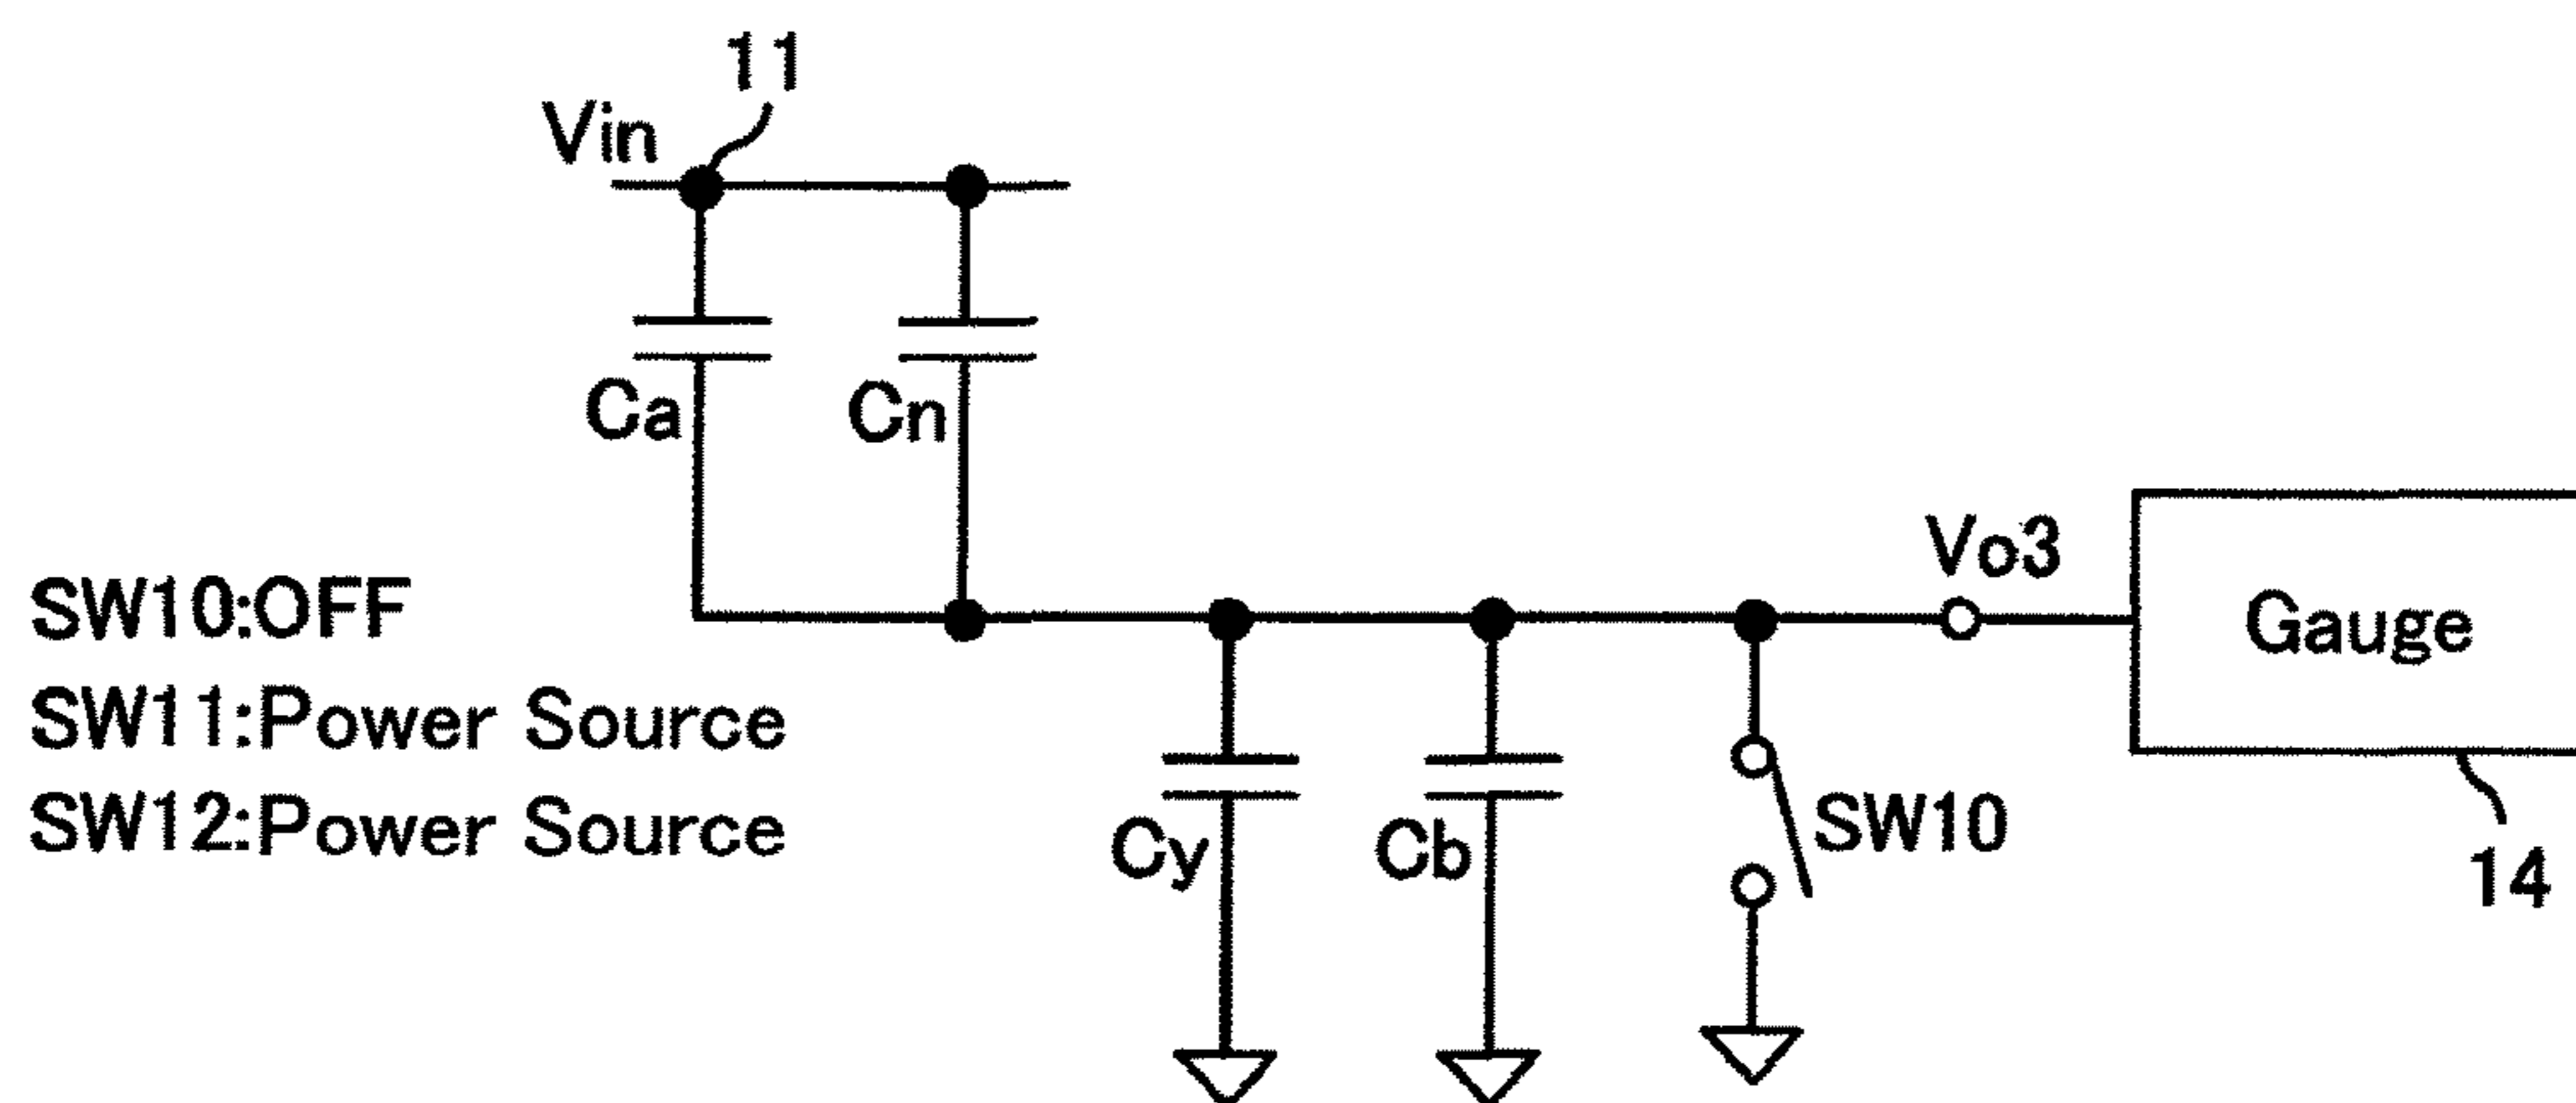 11
Vin
Ca
Cn
SW10:OFF
SW11:Power Source
SW12:Power Source
Vo3
Gauge
Cy
Cb
SW10
14